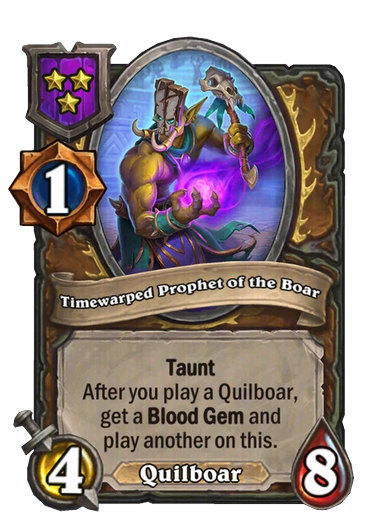 1
Timewarped Prophet of the Boar
Taunt
After you play a Quilboar,
get a Blood Gem and
play another on this.
4
Quilboar
8